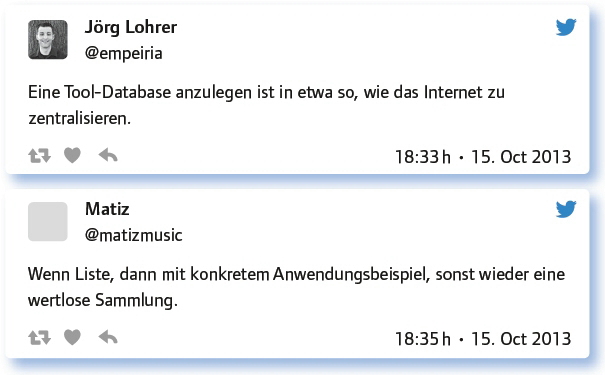 Jörg Lohrer
@empeiria
Eine Tool-Database anzulegen ist in etwa so, wie das Internet zu
zentralisieren.
18:33 h · 15. Oct 2013
Matiz
@matizmusic
Wenn Liste, dann mit konkretem Anwendungsbeispiel, sonst wieder eine
wertlose Sammlung.
18:35 h · 15. Oct 2013